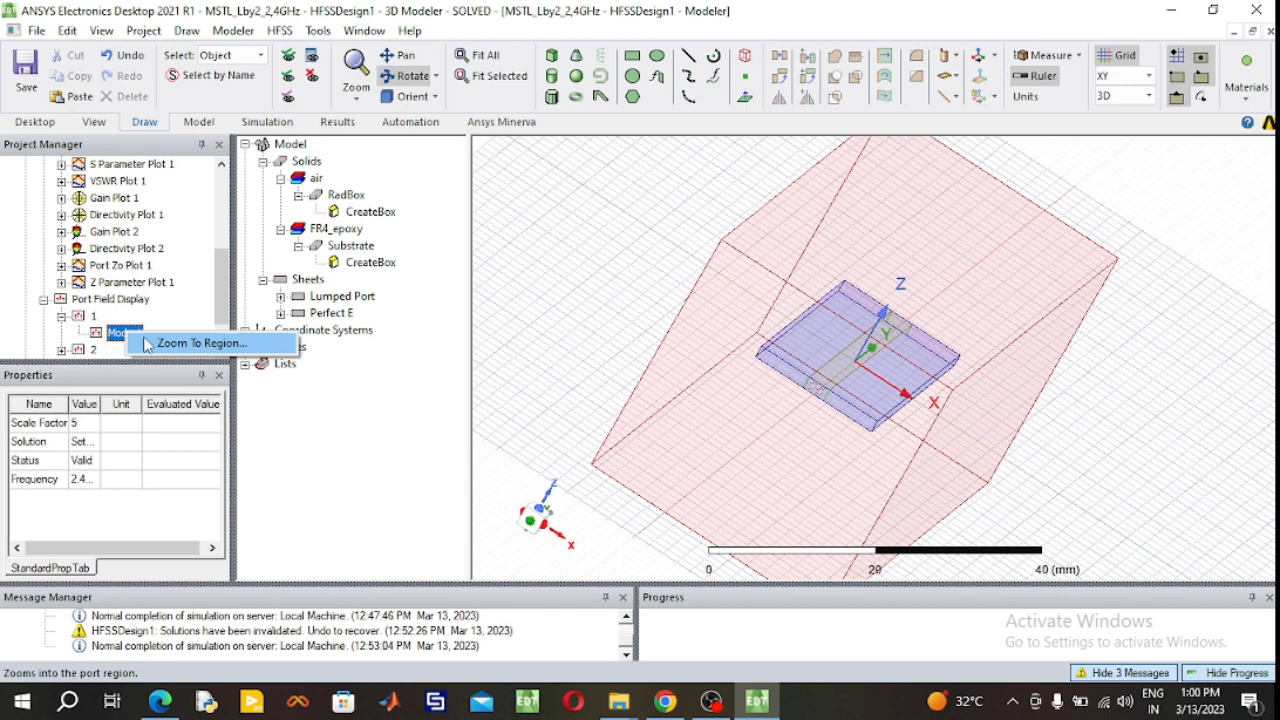 ANSYS Electronics Desktop 2021 R1 - MSTL_Lby2_2,4GHz - HFSSDesign1 - 3D Modeler - SOLVED - [MSTL_Lby2_2,4GHz - HFSSDesign1 - Modeler]
File Edit View Project Draw Modeler HFSS Tools Window Help
Save
Cut
Copy
Paste
Undo
Redo
Delete
Select: Object
Select by Name
Zoom
Pan
Rotate
Orient
Fit All
Fit Selected
Measure
Ruler
Units
Grid
XY
3D
Materials
Desktop View Draw Model Simulation Results Automation Ansys Minerva
Project Manager
S Parameter Plot 1
VSWR Plot 1
Gain Plot 1
Directivity Plot 1
Gain Plot 2
Directivity Plot 2
Port Zo Plot 1
Z Parameter Plot 1
Port Field Display
1
Zoom To Region...
2
Model
Solids
air
RadBox
CreateBox
FR4_epoxy
Substrate
CreateBox
Sheets
Lumped Port
Perfect E
Coordinate Systems
Lists
Properties
Name Value Unit Evaluated Value
Scale Factor 5
Solution Set...
Status Valid
Frequency 2.4...
StandardPropTab
Z
Y
X
Z
X
0 20 40 (mm)
Message Manager
Normal completion of simulation on server: Local Machine. (12:47:46 PM Mar 13, 2023)
HFSSDesign1: Solutions have been invalidated. Undo to recover. (12:52:26 PM Mar 13, 2023)
Normal completion of simulation on server: Local Machine. (12:53:04 PM Mar 13, 2023)
Progress
Activate Windows
Go to Settings to activate Windows.
Zooms into the port region.
Hide 3 Messages
Hide Progress
EDT
EDT
32°C
ENG
IN
1:00 PM
3/13/2023
1